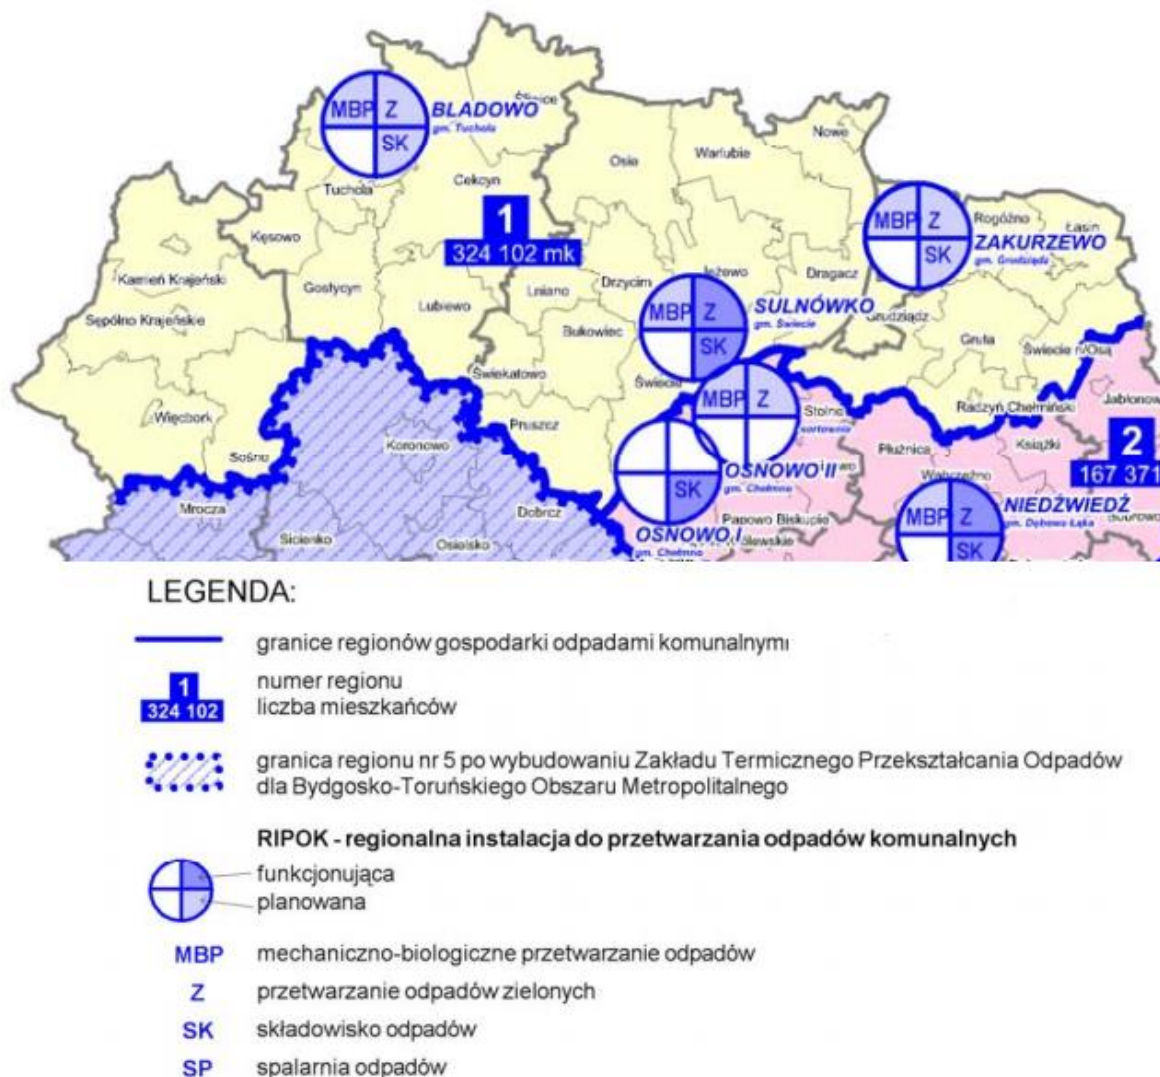 MBP Z
SK
BLADOWO
gm. Tuchola
Nowe
Osie
Warlubie
Cekcyn
Tuchola
1
324 102 mk
Kęsowo
MBP Z
SK
Rogóźno
Łasin
ZAKURZEWO
gm. Grudziądz
Kamień Krajeński
Gostycyn
Lubiewo
Lniano
Drzycim
Jeżewo
Dragacz
Sępólno Krajeńskie
Bukowiec
MBP Z
SK
SULNÓWKO
gm. Świecie
Grudziądz
Gruta
Świecie n/Osą
Świekatowo
Świecie
Więcbork
Pruszcz
Koronowo
Sośno
MBP Z
Stolno
sortownia
Radzyń Chełmiński
Jabłonowo
Płużnica
Książki
2
167 371
OSNOWO II
gm. Chełmno
SK
OSNOWO I
gm. Chełmno
Wąbrzeźno
MBP Z
SK
NIEDŹWIEDŹ
gm. Dębowa Łąka
Mrocza
Dobrcz
Sicienko
Osielsko
Papowo Biskupie
LEGENDA:
granice regionów gospodarki odpadami komunalnymi
1
324 102
numer regionu
liczba mieszkańców
granica regionu nr 5 po wybudowaniu Zakładu Termicznego Przekształcania Odpadów
dla Bydgosko-Toruńskiego Obszaru Metropolitalnego
RIPOK - regionalna instalacja do przetwarzania odpadów komunalnych
funkcjonująca
planowana
MBP mechaniczno-biologiczne przetwarzanie odpadów
Z przetwarzanie odpadów zielonych
SK składowisko odpadów
SP spalarnia odpadów